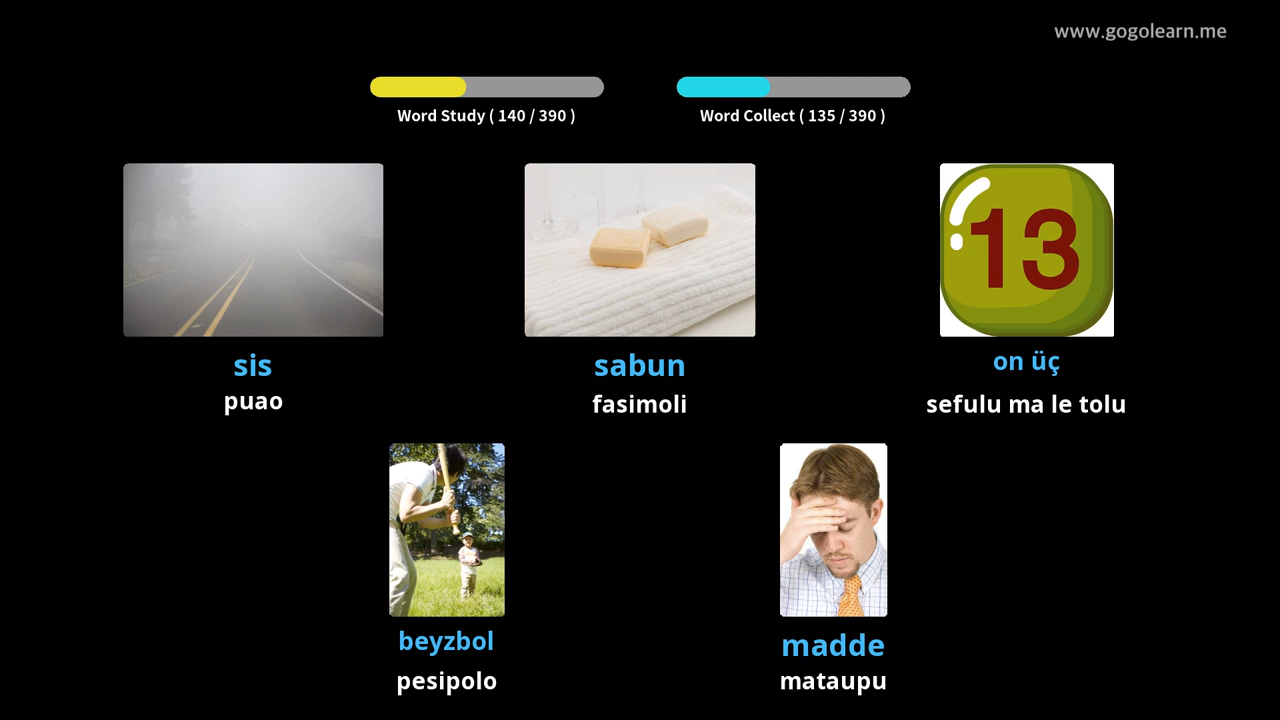 www.gogolearn.me
Word Study ( 140 / 390 )
Word Collect ( 135 / 390 )
13
sis
puao
sabun
fasimoli
on üç
sefulu ma le tolu
beyzbol
pesipolo
madde
mataupu